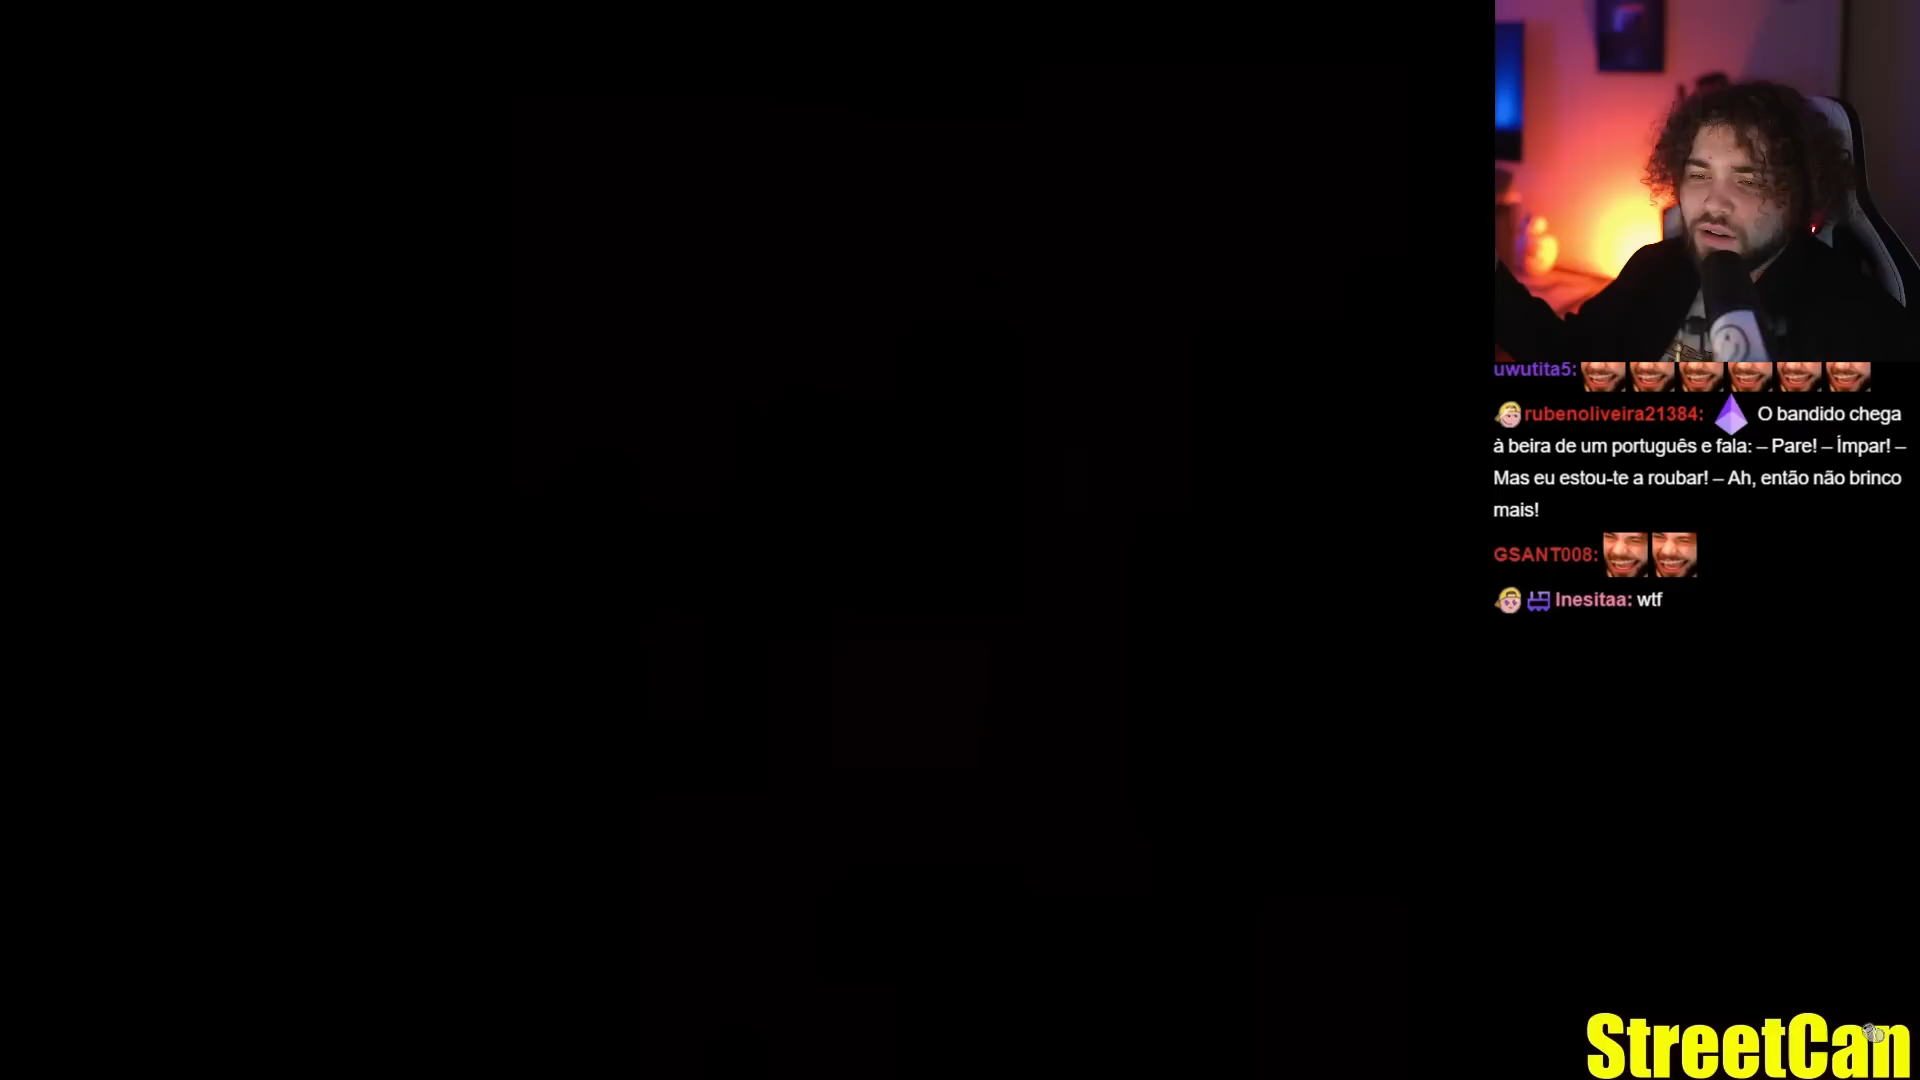 uwutita5:
rubenoliveira21384: O bandido chega
à beira de um português e fala: – Pare! – Ímpar! –
Mas eu estou-te a roubar! – Ah, então não brinco
mais!
GSANT008:
Inesitaa: wtf
StreetCan